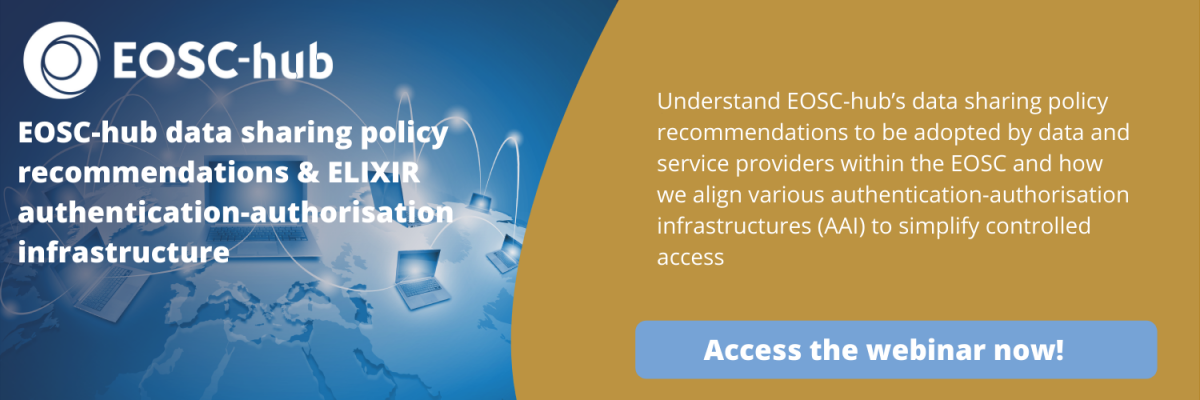 EOSC-hub
EOSC-hub data sharing policy
recommendations & ELIXIR
authentication-authorisation
infrastructure
Understand EOSC-hub’s data sharing policy
recommendations to be adopted by data and
service providers within the EOSC and how
we align various authentication-authorisation
infrastructures (AAI) to simplify controlled
access
Access the webinar now!